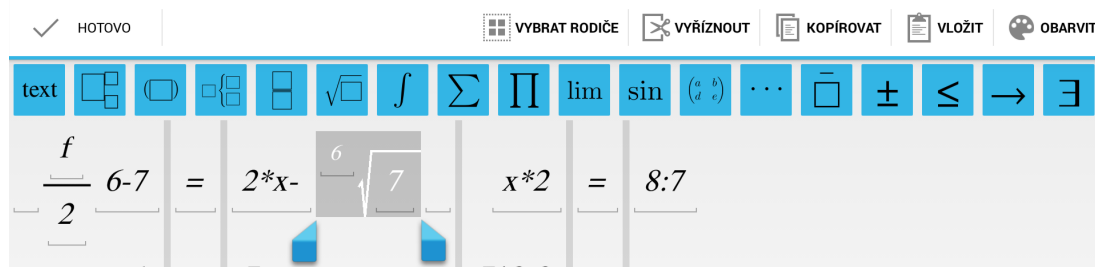 HOTOVO VYBRAT RODIČE VYŘÍZNOUT KOPÍROVAT VLOŽIT OBARVIT
text √ ∫ ∑ ∏ lim sin (a b d e) ... ± ≤ → ∃
f
6
6-7 = 2*x- √7 x*2 = 8:7
2